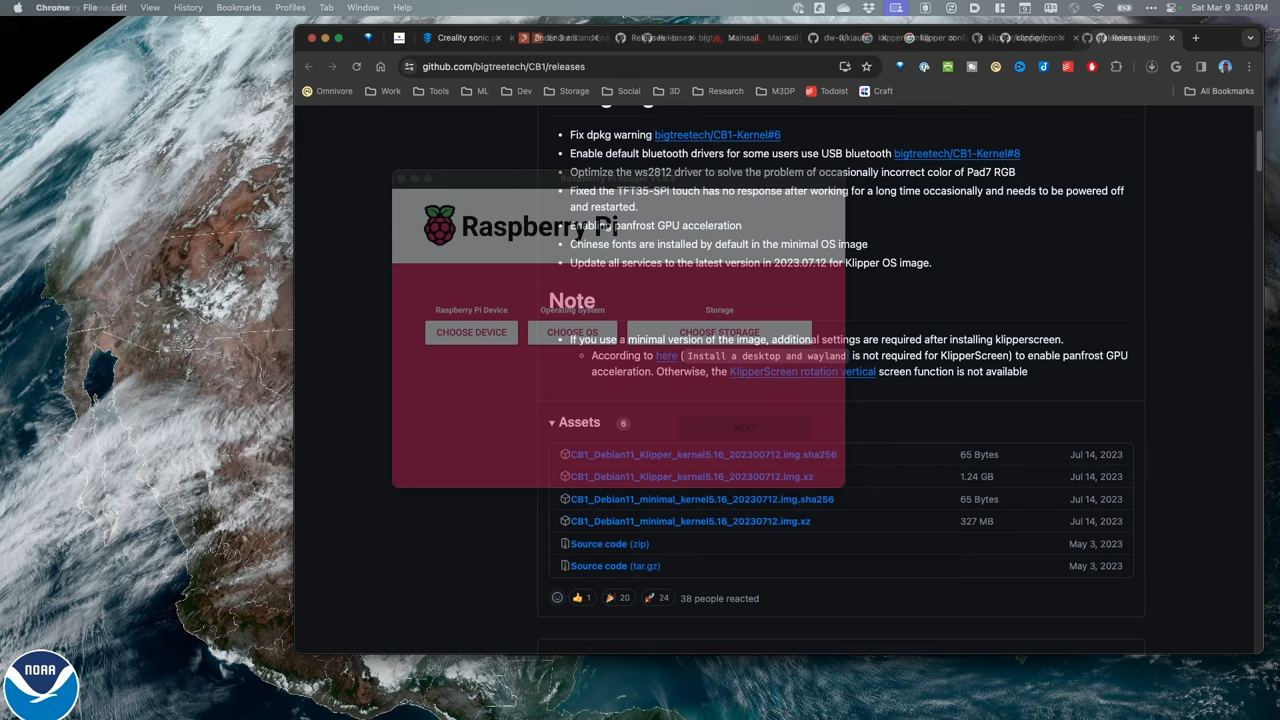 Chrome File Edit View History Bookmarks Profiles Tab Window Help Sat Mar 9 3:40 PM
Creality sonic p Ender 3 Mainsail Mainsail
github.com/bigtreetech/CB1/releases
Omnivore Work Tools ML Dev Storage Social 3D Research M3DP Todoist Craft All Bookmarks
Fix dpkg warning bigtreetech/CB1-Kernel#6
Enable default bluetooth drivers for some users use USB bluetooth bigtreetech/CB1-Kernel#8
Optimize the ws2812 driver to solve the problem of occasionally incorrect color of Pad7 RGB
Fixed the TFT35-SPI touch has no response after working for a long time occasionally and needs to be powered off
and restarted.
Raspberry Pi
Enabling panfrost GPU acceleration
Chinese fonts are installed by default in the minimal OS image
Update all services to the latest version in 2023.07.12 for Klipper OS image.
Note
Raspberry Pi Device Operating System Storage
CHOOSE DEVICE CHOOSE OS CHOOSE STORAGE
If you use a minimal version of the image, additional settings are required after installing klipperscreen.
According to here ( Install a desktop and wayland is not required for KlipperScreen) to enable panfrost GPU
acceleration. Otherwise, the KlipperScreen rotation vertical screen function is not available
Assets 6
NEXT
CB1_Debian11_Klipper_kernel5.16_202300712.img.sha256 65 Bytes Jul 14, 2023
CB1_Debian11_Klipper_kernel5.16_202300712.img.xz 1.24 GB Jul 14, 2023
CB1_Debian11_minimal_kernel5.16_20230712.img.sha256 65 Bytes Jul 14, 2023
CB1_Debian11_minimal_kernel5.16_20230712.img.xz 327 MB Jul 14, 2023
Source code (zip) May 3, 2023
Source code (tar.gz) May 3, 2023
👍 1 🎉 20 🚀 24 38 people reacted
NOAA